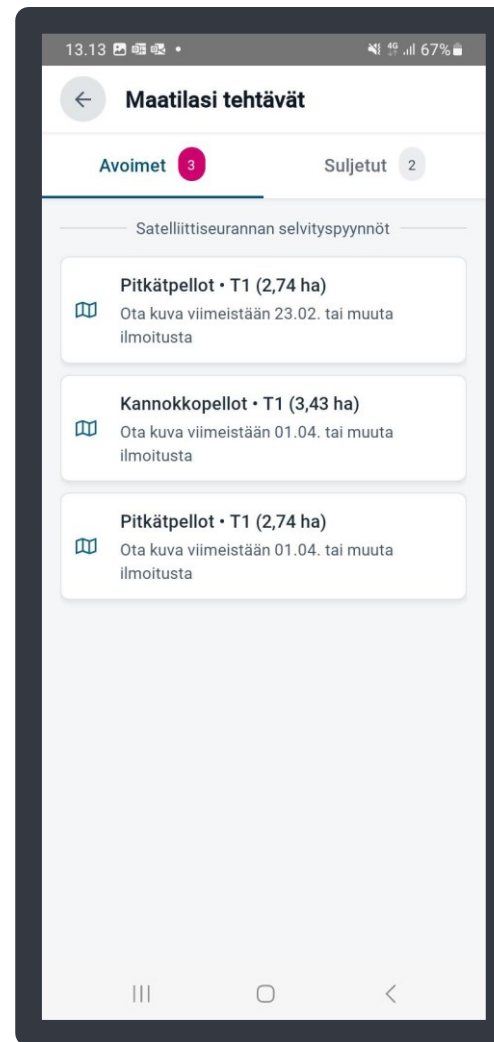 13.13 • 4G 67%
Maatilasi tehtävät
Avoimet 3 Suljetut 2
Satelliittiseurannan selvityspyynnöt
Pitkätpellot • T1 (2,74 ha)
Ota kuva viimeistään 23.02. tai muuta
ilmoitusta
Kannokkopellot • T1 (3,43 ha)
Ota kuva viimeistään 01.04. tai muuta
ilmoitusta
Pitkätpellot • T1 (2,74 ha)
Ota kuva viimeistään 01.04. tai muuta
ilmoitusta